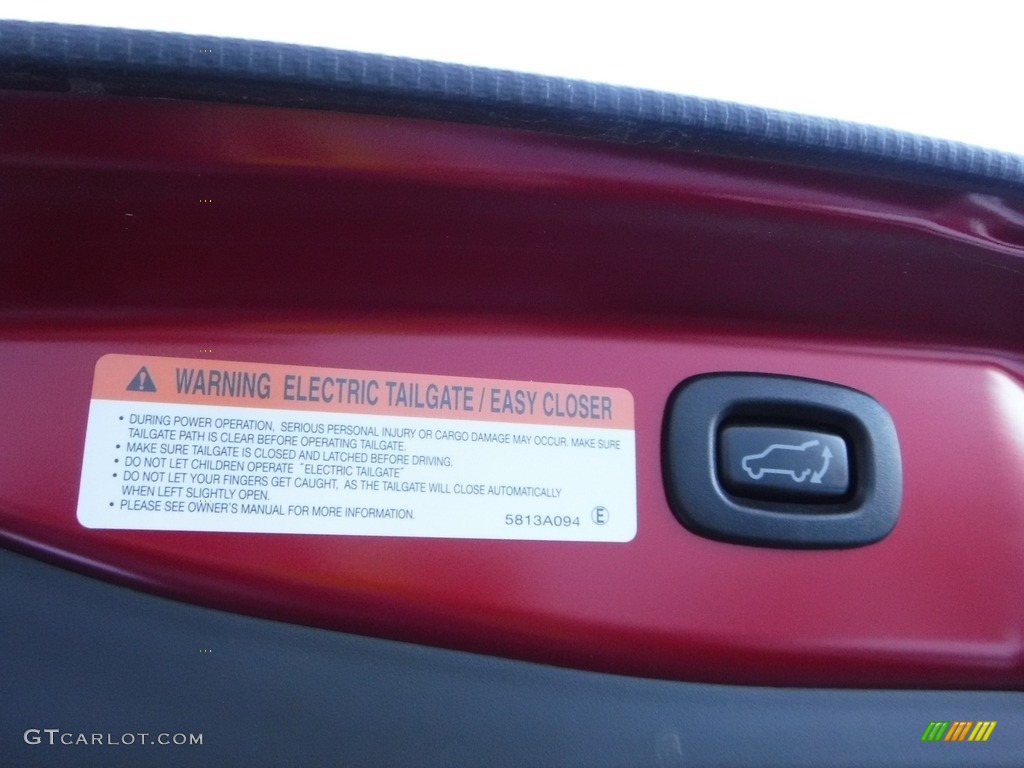 WARNING ELECTRIC TAILGATE / EASY CLOSER
• DURING POWER OPERATION, SERIOUS PERSONAL INJURY OR CARGO DAMAGE MAY OCCUR. MAKE SURE
TAILGATE PATH IS CLEAR BEFORE OPERATING TAILGATE.
• MAKE SURE TAILGATE IS CLOSED AND LATCHED BEFORE DRIVING.
• DO NOT LET CHILDREN OPERATE "ELECTRIC TAILGATE"
• DO NOT LET YOUR FINGERS GET CAUGHT, AS THE TAILGATE WILL CLOSE AUTOMATICALLY
WHEN LEFT SLIGHTLY OPEN.
• PLEASE SEE OWNER'S MANUAL FOR MORE INFORMATION.
5813A094 E
GTCARLOT.COM